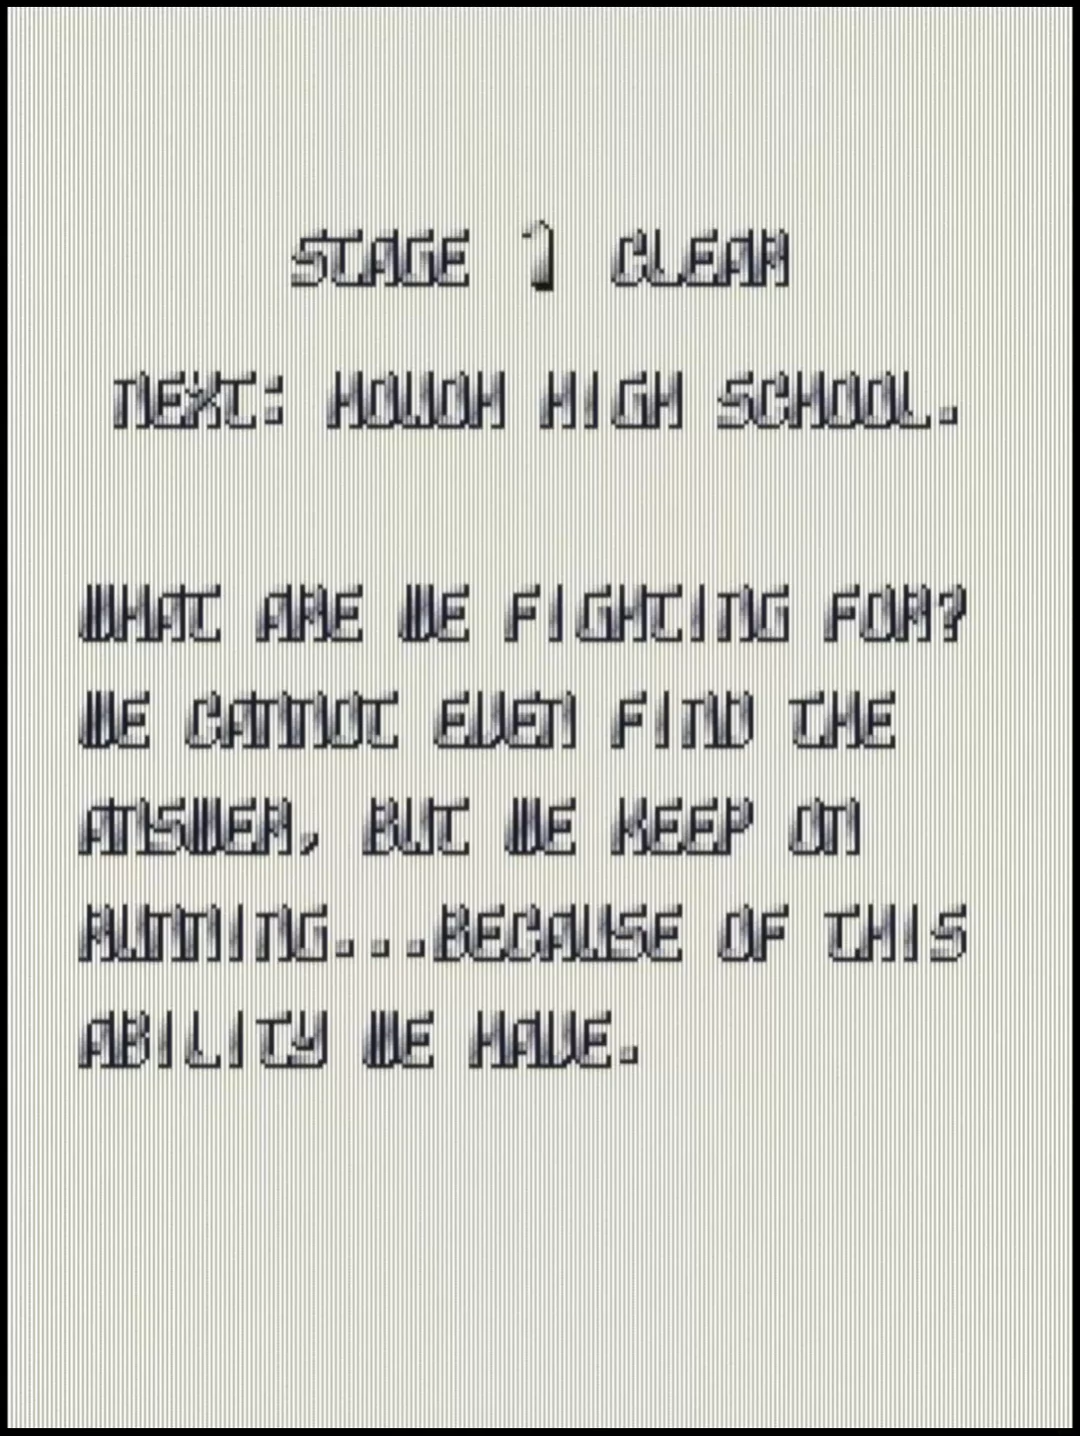 STAGE 1 CLEAR
NEXT: HOUOH HIGH SCHOOL.
WHAT ARE WE FIGHTING FOR?
WE CANNOT EVEN FIND THE
ANSWER, BUT WE KEEP ON
RUNNING...BECAUSE OF THIS
ABILITY WE HAVE.